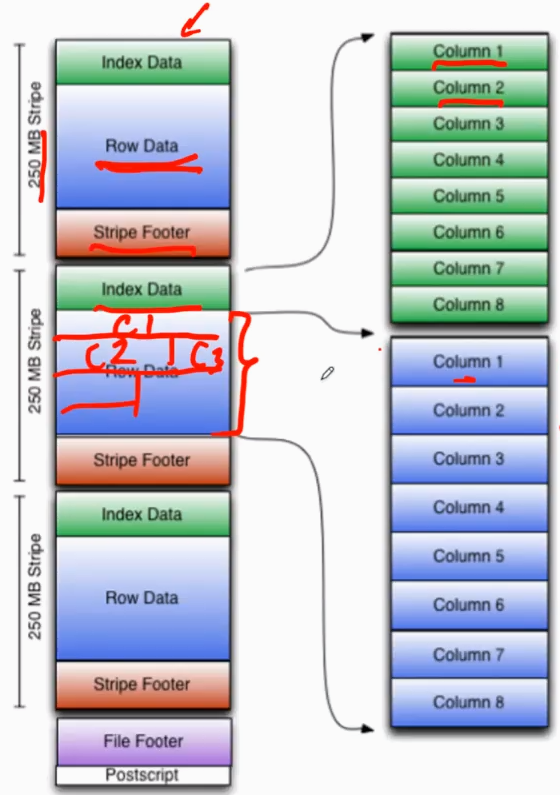 250 MB Stripe
Index Data
Row Data
Stripe Footer
250 MB Stripe
Index Data
C1
C2 C3
Row Data
Stripe Footer
250 MB Stripe
Index Data
Row Data
Stripe Footer
File Footer
Postscript
Column 1
Column 2
Column 3
Column 4
Column 5
Column 6
Column 7
Column 8
Column 1
Column 2
Column 3
Column 4
Column 5
Column 6
Column 7
Column 8